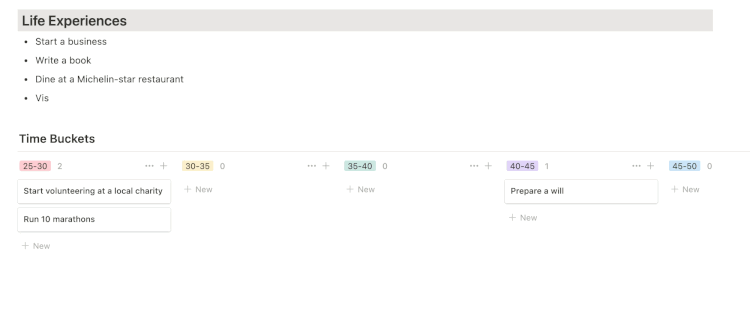 Life Experiences
• Start a business
• Write a book
• Dine at a Michelin-star restaurant
• Vis
Time Buckets
25-30 2 ... + 30-35 0 ... + 35-40 0 ... + 40-45 1 ... + 45-50 0
Start volunteering at a local charity + New + New Prepare a will + New
Run 10 marathons + New
+ New